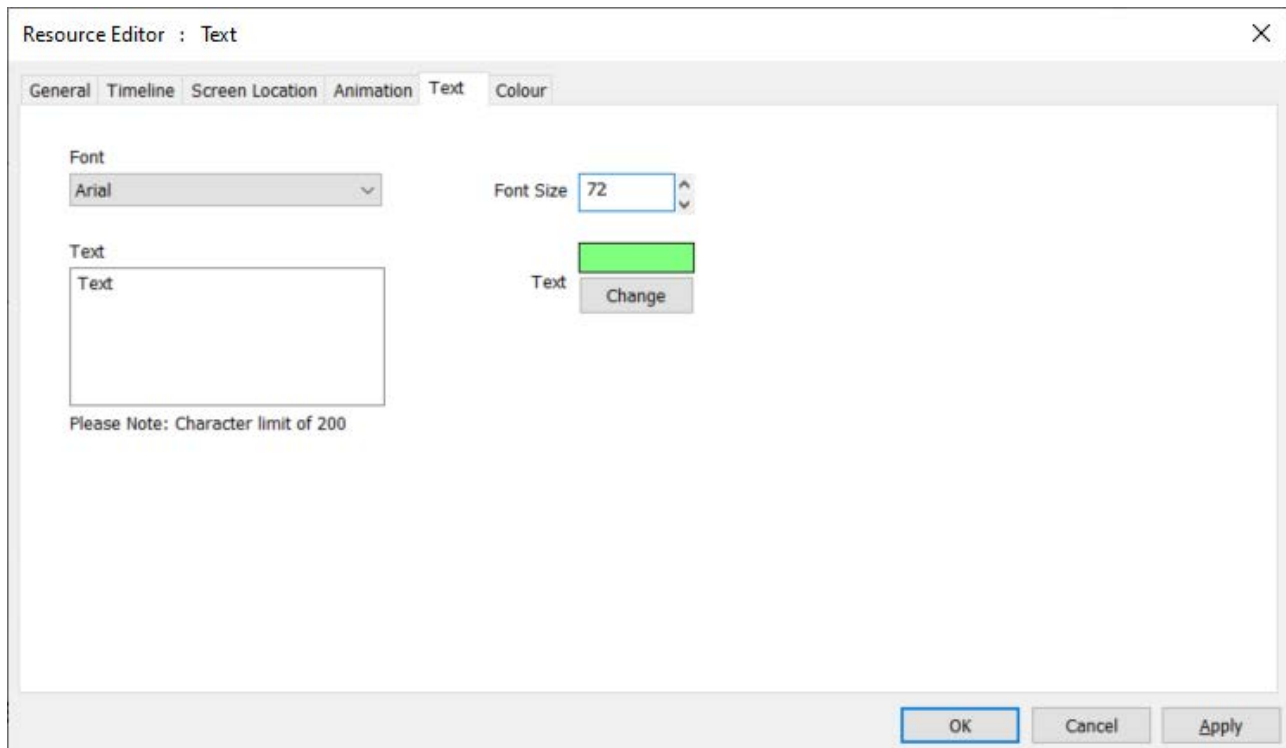 Resource Editor : Text
General Timeline Screen Location Animation Text Colour
Font
Arial
Font Size 72
Text
Text
Text
Change
Please Note: Character limit of 200
OK Cancel Apply